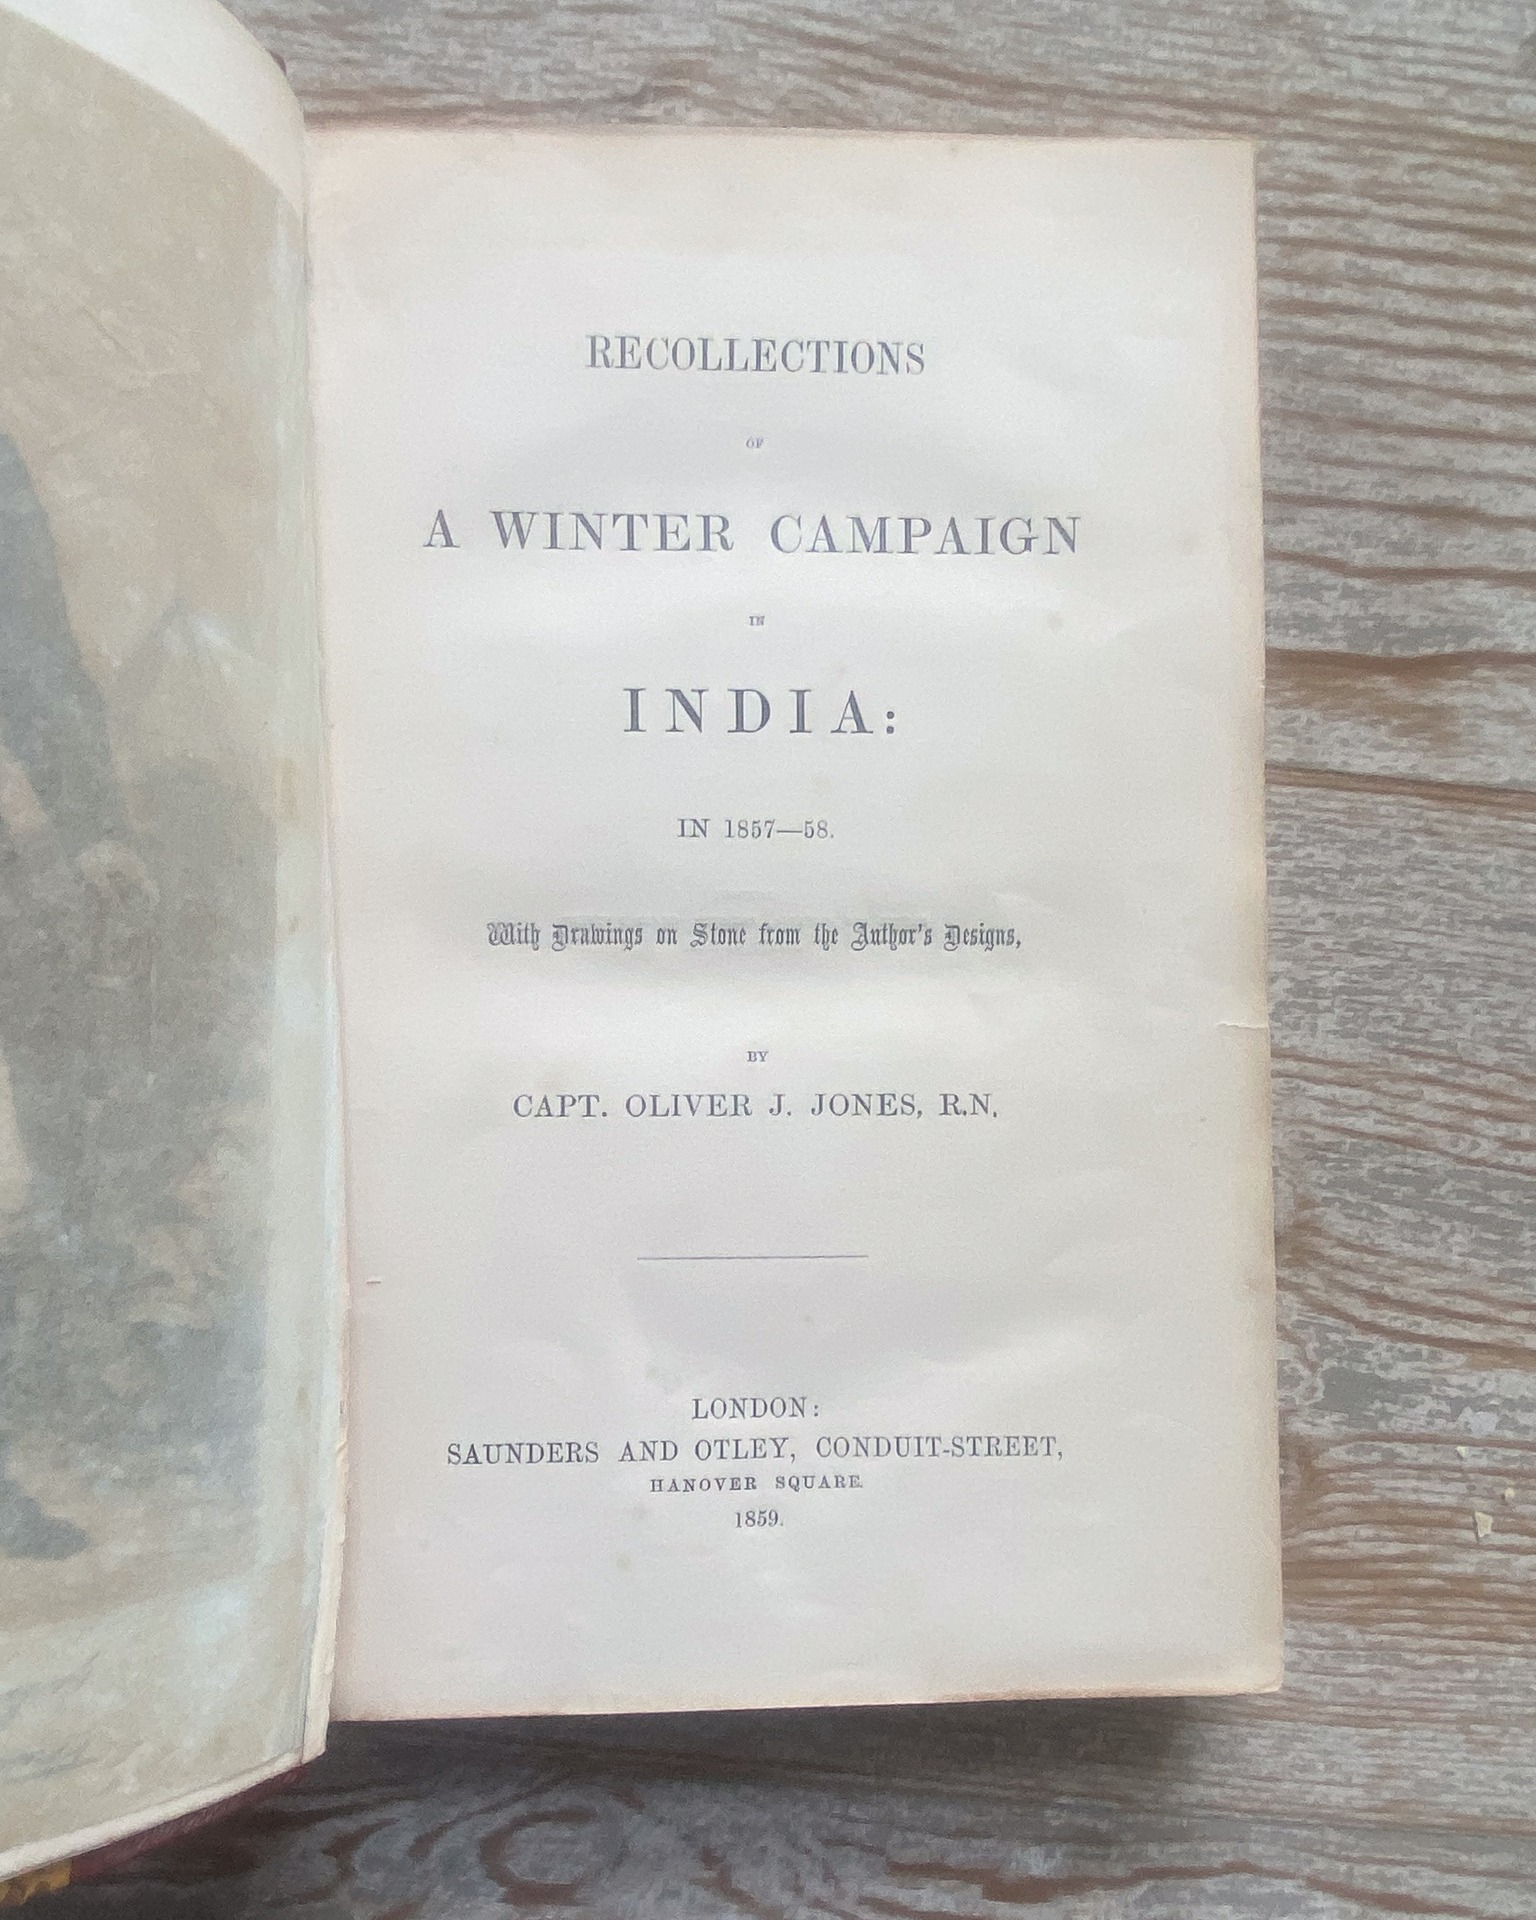 RECOLLECTIONS
OF
A WINTER CAMPAIGN
IN
INDIA:
IN 1857—58.
With Drawings on Stone from the Author's Designs,
BY
CAPT. OLIVER J. JONES, R.N.
LONDON:
SAUNDERS AND OTLEY, CONDUIT-STREET,
HANOVER SQUARE.
1859.